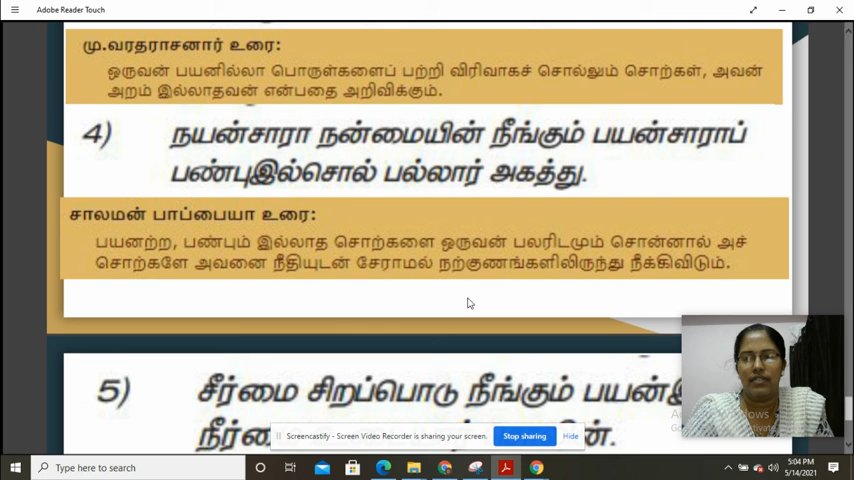 Adobe Reader Touch
மு.வரதராசனார் உரை:
ஒருவன் பயனில்லா பொருள்களைப் பற்றி விரிவாகச் சொல்லும் சொற்கள், அவன்
அறம் இல்லாதவன் என்பதை அறிவிக்கும்.
4) நயன்சாரா நன்மையின் நீங்கும் பயன்சாராப்
பண்புஇல்சொல் பல்லார் அகத்து.
சாலமன் பாப்பையா உரை:
பயனற்ற, பண்பும் இல்லாத சொற்களை ஒருவன் பலரிடமும் சொன்னால் அச்
சொற்களே அவனை நீதியுடன் சேராமல் நற்குணங்களிலிருந்து நீக்கிவிடும்.
5) சீர்மை சிறப்பொடு நீங்கும்
Screencastify - Screen Video Recorder is sharing your screen.
Stop sharing
Hide
Type here to search
5:04 PM
5/14/2021